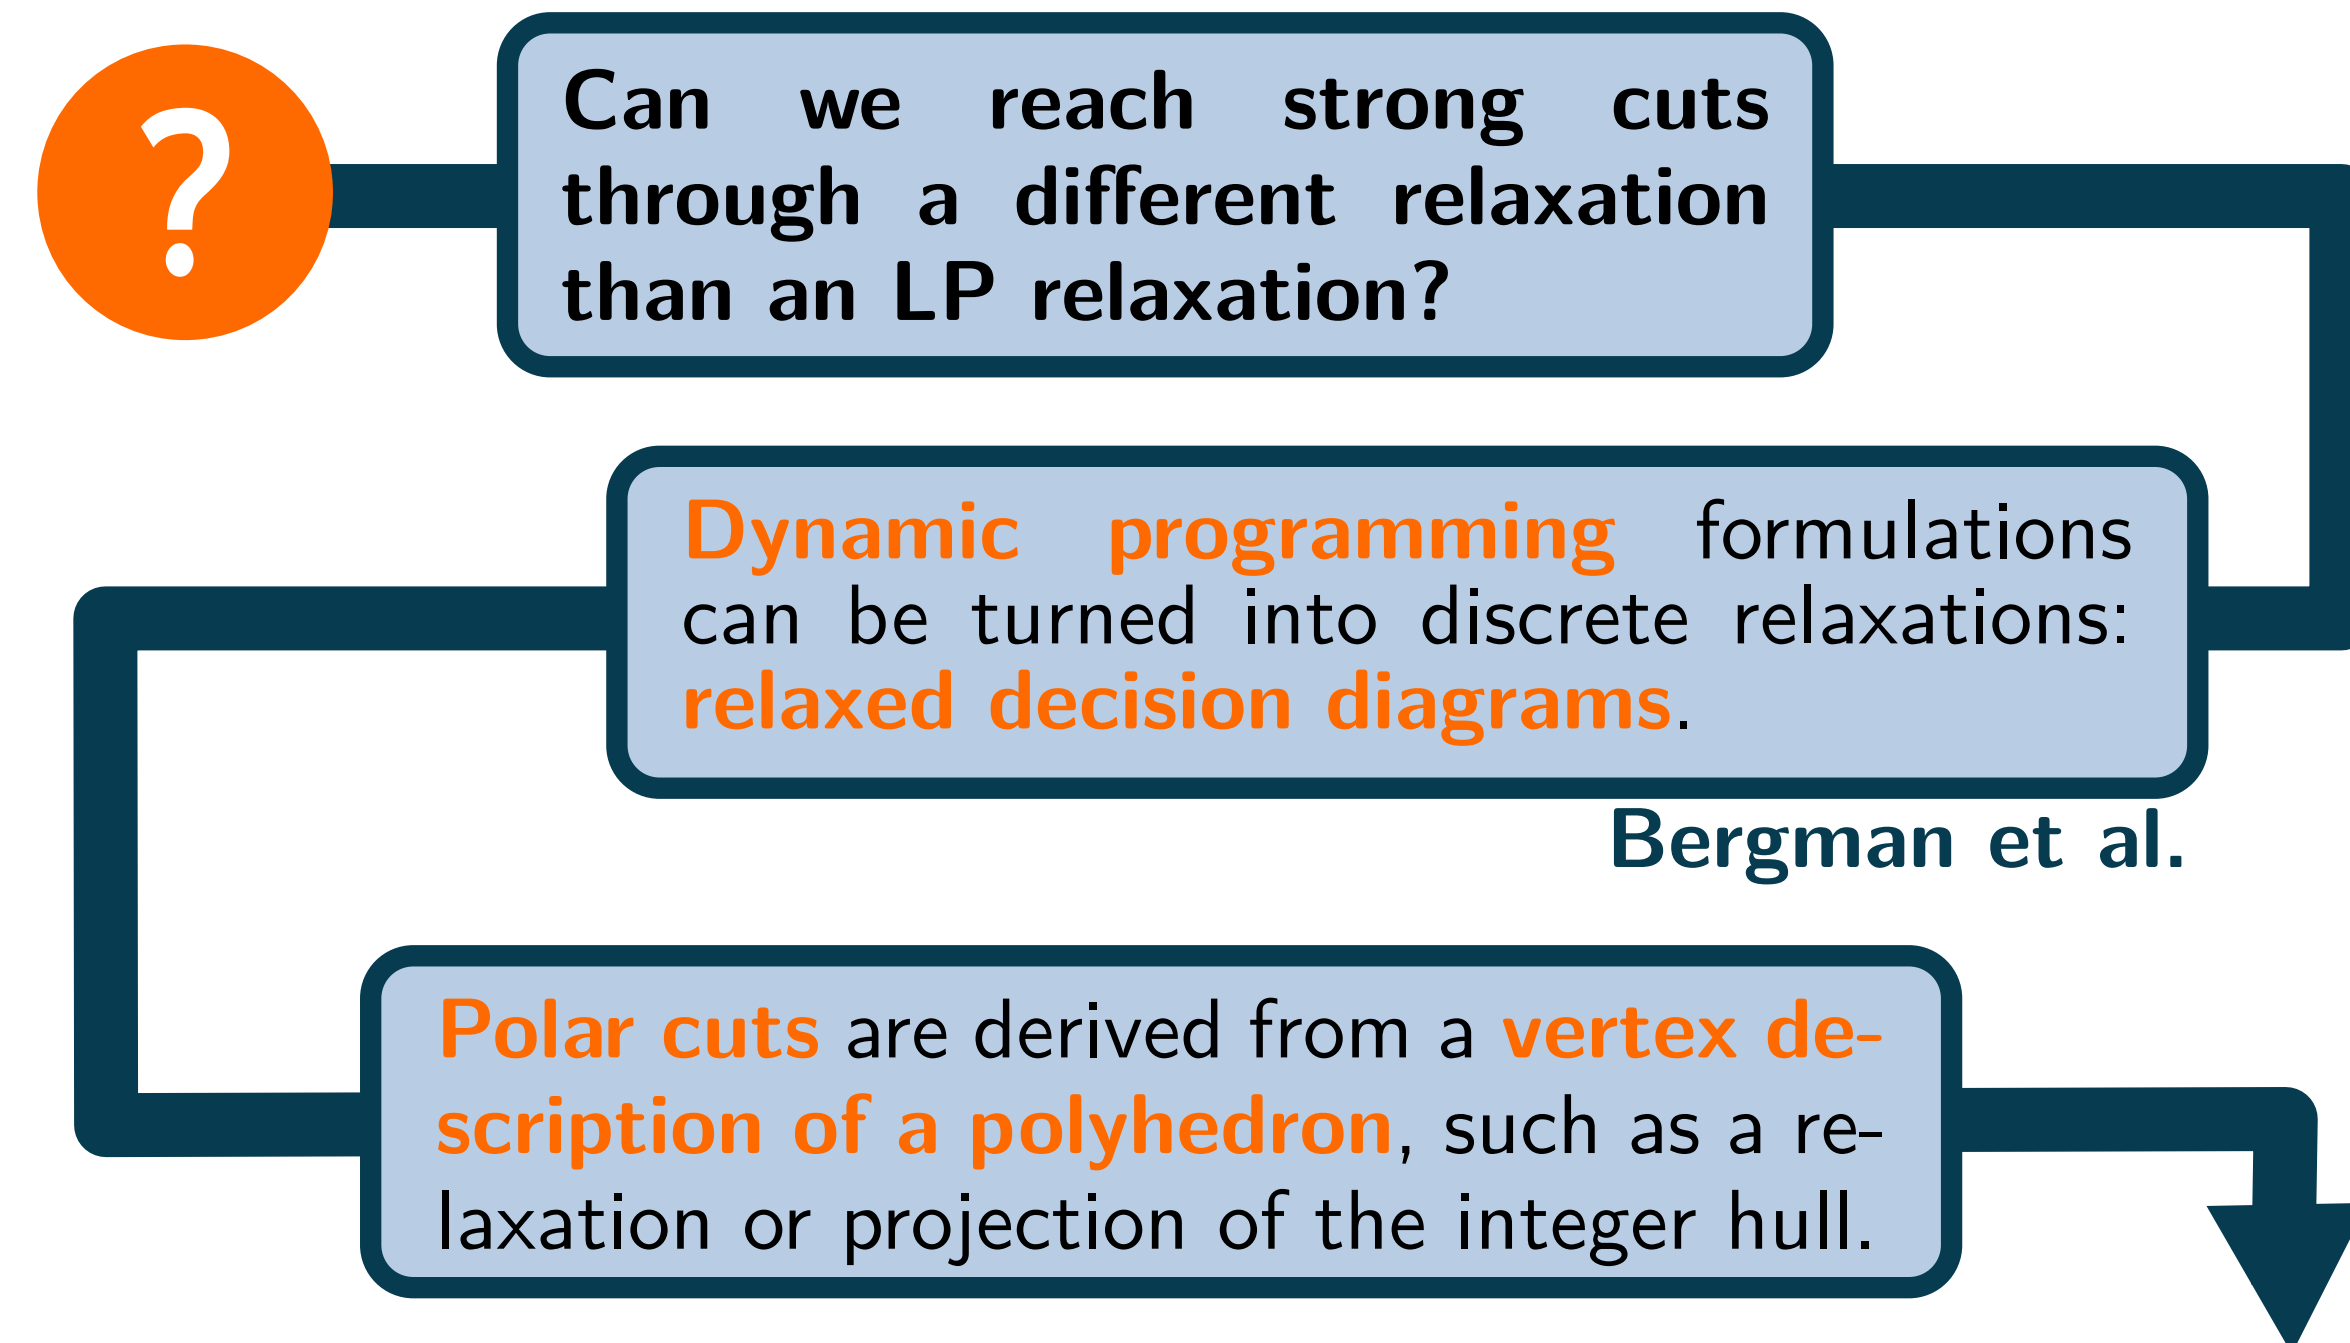 ?
Can we reach strong cuts
through a different relaxation
than an LP relaxation?
Dynamic programming formulations
can be turned into discrete relaxations:
relaxed decision diagrams.
Bergman et al.
Polar cuts are derived from a vertex de-
scription of a polyhedron, such as a re-
laxation or projection of the integer hull.